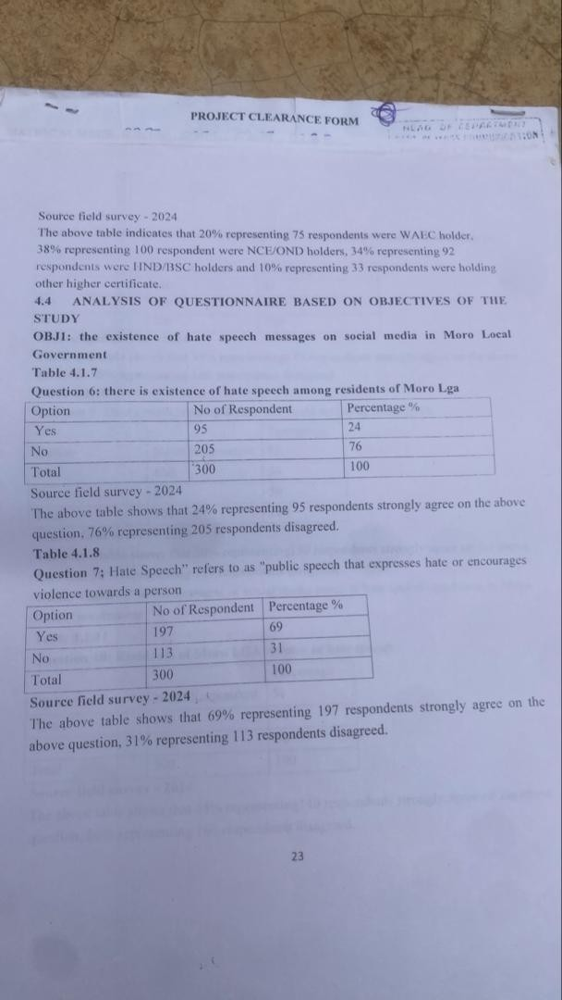 PROJECT CLEARANCE FORM
HEAD OF DEPARTMENT
Source field survey - 2024
The above table indicates that 20% representing 75 respondents were WAEC holder,
38% representing 100 respondent were NCE/OND holders, 34% representing 92
respondents were HND/BSC holders and 10% representing 33 respondents were holding
other higher certificate.
4.4 ANALYSIS OF QUESTIONNAIRE BASED ON OBJECTIVES OF THE
STUDY
OBJ1: the existence of hate speech messages on social media in Moro Local
Government
Table 4.1.7
Question 6: there is existence of hate speech among residents of Moro Lga
Option No of Respondent Percentage %
Yes 95 24
No 205 76
Total 300 100
Source field survey - 2024
The above table shows that 24% representing 95 respondents strongly agree on the above
question, 76% representing 205 respondents disagreed.
Table 4.1.8
Question 7; Hate Speech" refers to as "public speech that expresses hate or encourages
violence towards a person
Option No of Respondent Percentage %
Yes 197 69
No 113 31
Total 300 100
Source field survey - 2024
The above table shows that 69% representing 197 respondents strongly agree on the
above question, 31% representing 113 respondents disagreed.
23